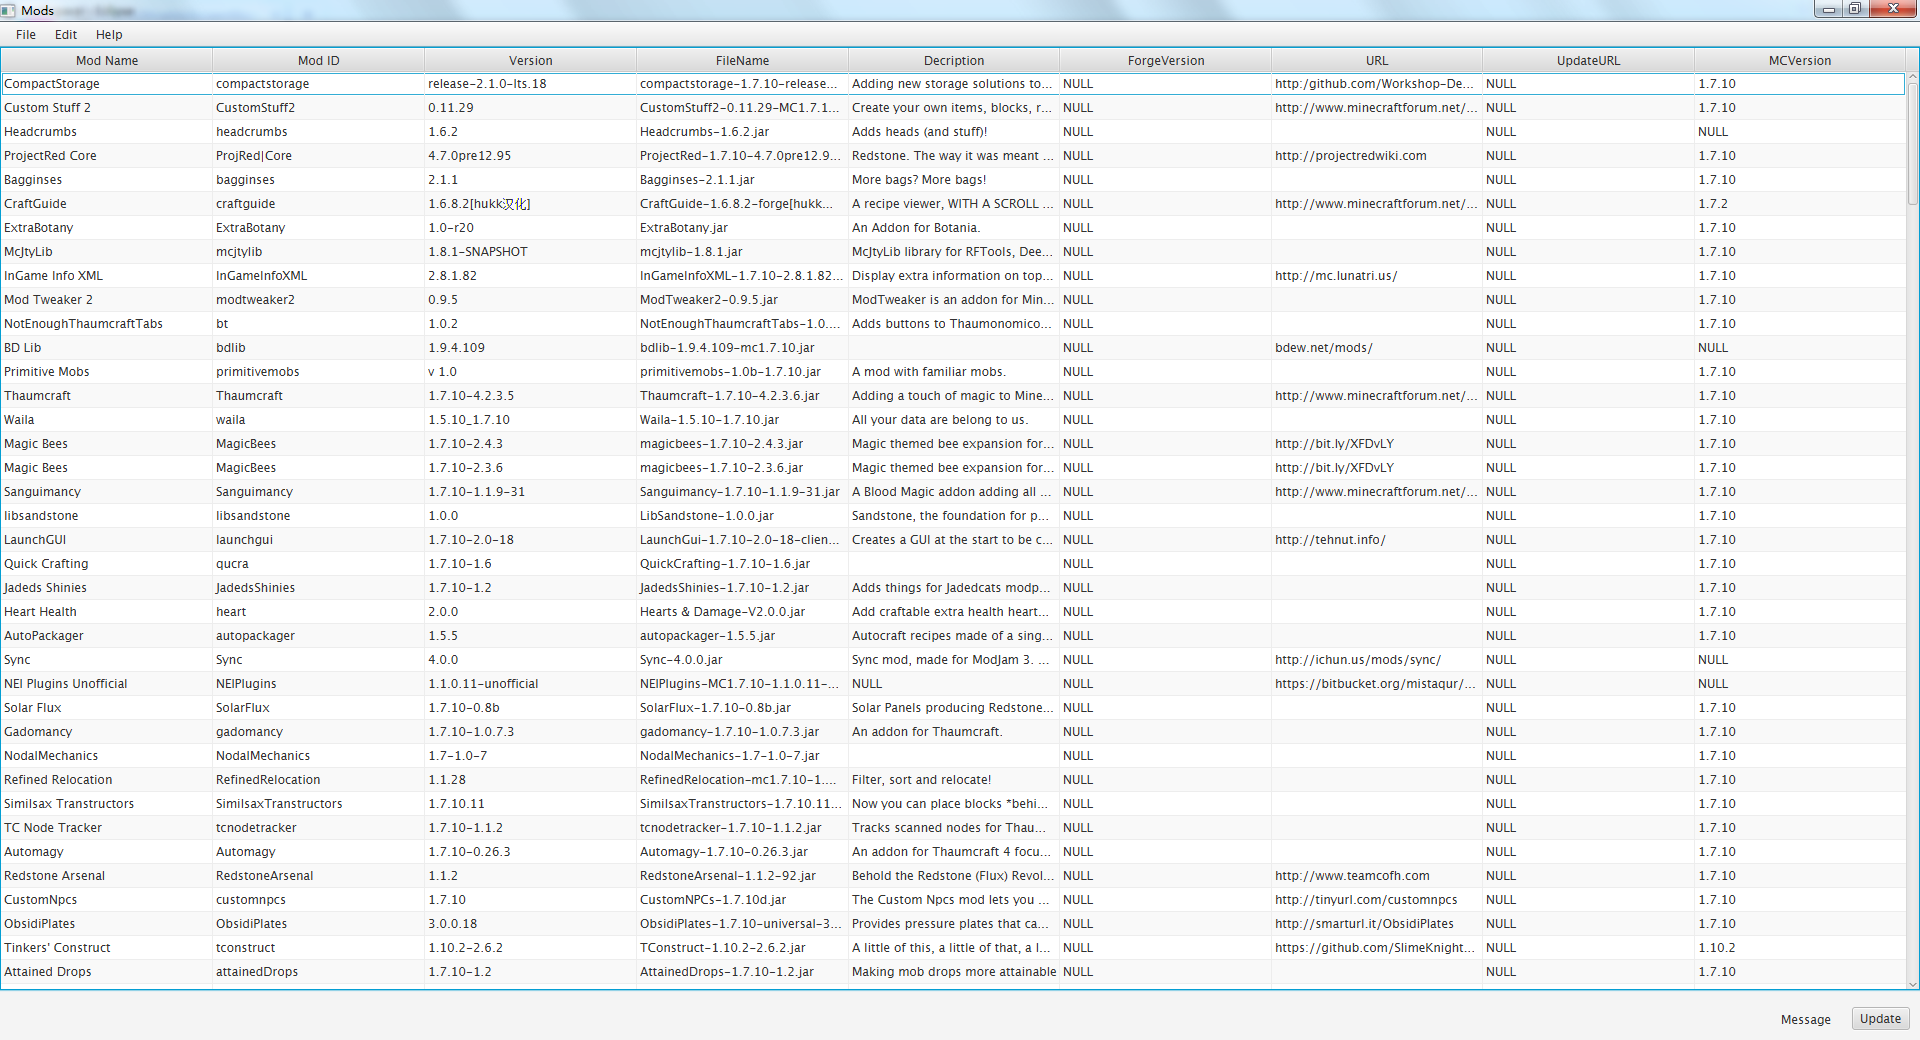 Mods
File Edit Help
Mod Name Mod ID Version FileName Decription ForgeVersion URL UpdateURL MCVersion
CompactStorage compactstorage release-2.1.0-lts.18 compactstorage-1.7.10-release... Adding new storage solutions to... NULL http:/github.com/Workshop-De... NULL 1.7.10
Custom Stuff 2 CustomStuff2 0.11.29 CustomStuff2-0.11.29-MC1.7.1... Create your own items, blocks, r... NULL http://www.minecraftforum.net/... NULL 1.7.10
Headcrumbs headcrumbs 1.6.2 Headcrumbs-1.6.2.jar Adds heads (and stuff)! NULL NULL NULL
ProjectRed Core ProjRed|Core 4.7.0pre12.95 ProjectRed-1.7.10-4.7.0pre12.9... Redstone. The way it was meant ... NULL http://projectredwiki.com NULL 1.7.10
Bagginses bagginses 2.1.1 Bagginses-2.1.1.jar More bags? More bags! NULL NULL 1.7.10
CraftGuide craftguide 1.6.8.2[hukk汉化] CraftGuide-1.6.8.2-forge[hukk... A recipe viewer, WITH A SCROLL ... NULL http://www.minecraftforum.net/... NULL 1.7.2
ExtraBotany ExtraBotany 1.0-r20 ExtraBotany.jar An Addon for Botania. NULL NULL 1.7.10
McJtyLib mcjtylib 1.8.1-SNAPSHOT mcjtylib-1.8.1.jar McJtyLib library for RFTools, Dee... NULL NULL 1.7.10
InGame Info XML InGameInfoXML 2.8.1.82 InGameInfoXML-1.7.10-2.8.1.82... Display extra information on top... NULL http://mc.lunatri.us/ NULL 1.7.10
Mod Tweaker 2 modtweaker2 0.9.5 ModTweaker2-0.9.5.jar ModTweaker is an addon for Min... NULL NULL 1.7.10
NotEnoughThaumcraftTabs bt 1.0.2 NotEnoughThaumcraftTabs-1.0.... Adds buttons to Thaumonomico... NULL NULL 1.7.10
BD Lib bdlib 1.9.4.109 bdlib-1.9.4.109-mc1.7.10.jar NULL bdew.net/mods/ NULL NULL
Primitive Mobs primitivemobs v 1.0 primitivemobs-1.0b-1.7.10.jar A mod with familiar mobs. NULL NULL 1.7.10
Thaumcraft Thaumcraft 1.7.10-4.2.3.5 Thaumcraft-1.7.10-4.2.3.6.jar Adding a touch of magic to Mine... NULL http://www.minecraftforum.net/... NULL 1.7.10
Waila waila 1.5.10_1.7.10 Waila-1.5.10-1.7.10.jar All your data are belong to us. NULL NULL 1.7.10
Magic Bees MagicBees 1.7.10-2.4.3 magicbees-1.7.10-2.4.3.jar Magic themed bee expansion for... NULL http://bit.ly/XFDvLY NULL 1.7.10
Magic Bees MagicBees 1.7.10-2.3.6 magicbees-1.7.10-2.3.6.jar Magic themed bee expansion for... NULL http://bit.ly/XFDvLY NULL 1.7.10
Sanguimancy Sanguimancy 1.7.10-1.1.9-31 Sanguimancy-1.7.10-1.1.9-31.jar A Blood Magic addon adding all ... NULL http://www.minecraftforum.net/... NULL 1.7.10
libsandstone libsandstone 1.0.0 LibSandstone-1.0.0.jar Sandstone, the foundation for p... NULL NULL 1.7.10
LaunchGUI launchgui 1.7.10-2.0-18 LaunchGui-1.7.10-2.0-18-clien... Creates a GUI at the start to be c... NULL http://tehnut.info/ NULL 1.7.10
Quick Crafting qucra 1.7.10-1.6 QuickCrafting-1.7.10-1.6.jar NULL NULL 1.7.10
Jadeds Shinies JadedsShinies 1.7.10-1.2 JadedsShinies-1.7.10-1.2.jar Adds things for Jadedcats modp... NULL NULL 1.7.10
Heart Health heart 2.0.0 Hearts & Damage-V2.0.0.jar Add craftable extra health heart... NULL NULL 1.7.10
AutoPackager autopackager 1.5.5 autopackager-1.5.5.jar Autocraft recipes made of a sing... NULL NULL 1.7.10
Sync Sync 4.0.0 Sync-4.0.0.jar Sync mod, made for ModJam 3. ... NULL http://ichun.us/mods/sync/ NULL NULL
NEI Plugins Unofficial NEIPlugins 1.1.0.11-unofficial NEIPlugins-MC1.7.10-1.1.0.11-... NULL NULL https://bitbucket.org/mistaqur/... NULL NULL
Solar Flux SolarFlux 1.7.10-0.8b SolarFlux-1.7.10-0.8b.jar Solar Panels producing Redstone... NULL NULL 1.7.10
Gadomancy gadomancy 1.7.10-1.0.7.3 gadomancy-1.7.10-1.0.7.3.jar An addon for Thaumcraft. NULL NULL 1.7.10
NodalMechanics NodalMechanics 1.7-1.0-7 NodalMechanics-1.7-1.0-7.jar NULL NULL 1.7.10
Refined Relocation RefinedRelocation 1.1.28 RefinedRelocation-mc1.7.10-1.... Filter, sort and relocate! NULL NULL 1.7.10
Similsax Transtructors SimilsaxTranstructors 1.7.10.11 SimilsaxTranstructors-1.7.10.11... Now you can place blocks *behi... NULL NULL 1.7.10
TC Node Tracker tcnodetracker 1.7.10-1.1.2 tcnodetracker-1.7.10-1.1.2.jar Tracks scanned nodes for Thau... NULL NULL 1.7.10
Automagy Automagy 1.7.10-0.26.3 Automagy-1.7.10-0.26.3.jar An addon for Thaumcraft 4 focu... NULL NULL 1.7.10
Redstone Arsenal RedstoneArsenal 1.1.2 RedstoneArsenal-1.1.2-92.jar Behold the Redstone (Flux) Revol... NULL http://www.teamcofh.com NULL 1.7.10
CustomNpcs customnpcs 1.7.10 CustomNPCs-1.7.10d.jar The Custom Npcs mod lets you ... NULL http://tinyurl.com/customnpcs NULL 1.7.10
ObsidiPlates ObsidiPlates 3.0.0.18 ObsidiPlates-1.7.10-universal-3... Provides pressure plates that ca... NULL http://smarturl.it/ObsidiPlates NULL 1.7.10
Tinkers' Construct tconstruct 1.10.2-2.6.2 TConstruct-1.10.2-2.6.2.jar A little of this, a little of that, a l... NULL https://github.com/SlimeKnight... NULL 1.10.2
Attained Drops attainedDrops 1.7.10-1.2 AttainedDrops-1.7.10-1.2.jar Making mob drops more attainable NULL NULL 1.7.10
Message Update